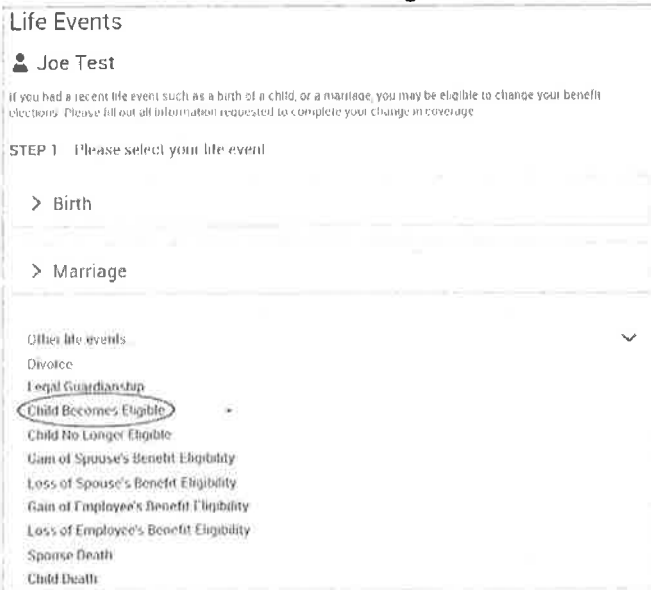 Life Events
Joe Test
If you had a recent life event such as a birth of a child, or a marriage, you may be eligible to change your benefit
elections. Please fill out all information requested to complete your change in coverage
STEP 1 Please select your life event
> Birth
> Marriage
Other life events
Divorce
Legal Guardianship
Child Becomes Eligible
Child No Longer Eligible
Gain of Spouse's Benefit Eligibility
Loss of Spouse's Benefit Eligibility
Gain of Employee's Benefit Eligibility
Loss of Employee's Benefit Eligibility
Spouse Death
Child Death